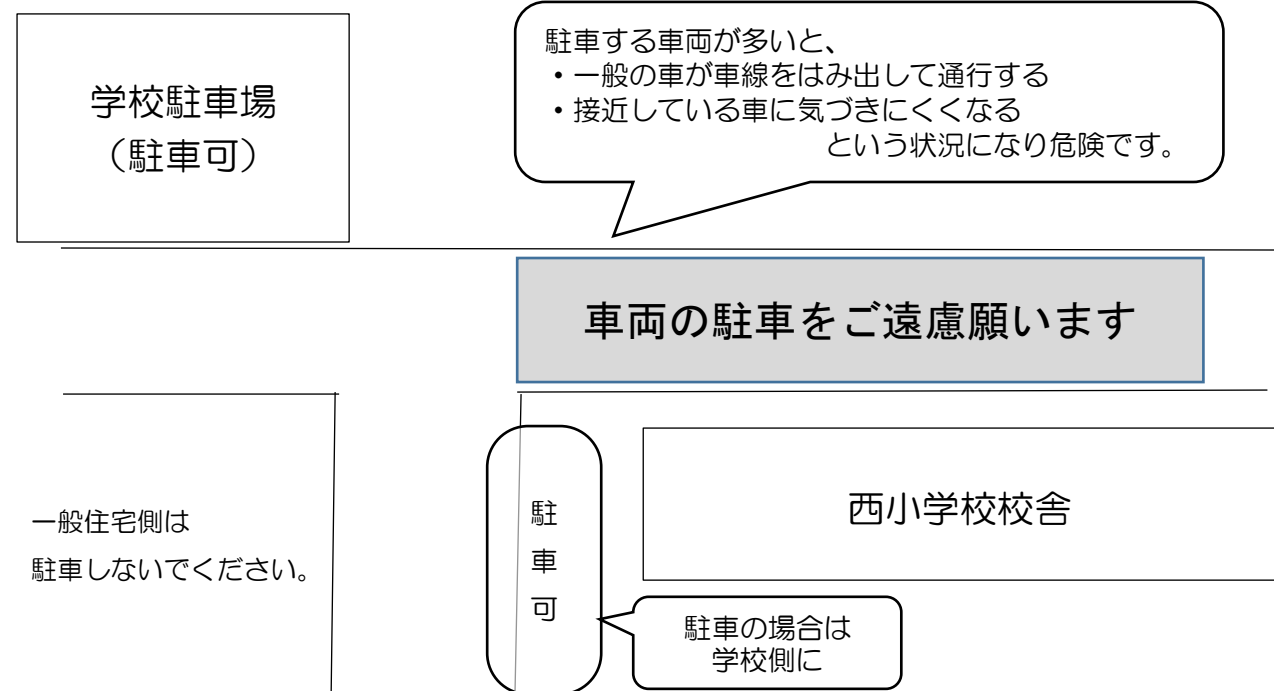 学校駐車場
（駐車可）
駐車する車両が多いと、
・一般の車が車線をはみ出して通行する
・接近している車に気づきにくくなる
という状況になり危険です。
車両の駐車をご遠慮願います
一般住宅側は
駐車しないでください。
駐車可
西小学校校舎
駐車の場合は
学校側に